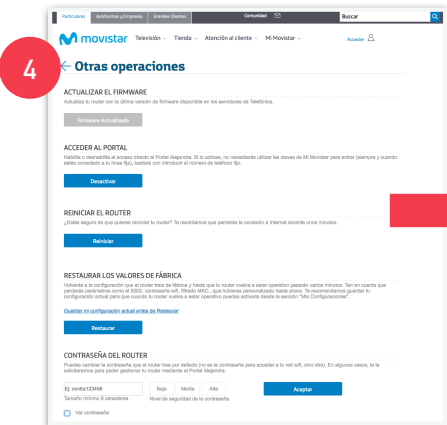 Particulares Autónomos y Empresas Grandes Clientes Comunidad Buscar
movistar Televisión Tienda Atención al cliente Mi Movistar Acceder
4
Otras operaciones
ACTUALIZAR EL FIRMWARE
Actualiza tu router con la última versión de firmware disponible en los servidores de Telefónica.
Firmware Actualizado
ACCEDER AL PORTAL
Habilita o deshabilita el acceso directo al Portal Alejandra. Si lo activas, no necesitarás utilizar las claves de Mi Movistar para entrar (siempre y cuando
estés conectado a tu línea fija), bastará con introducir el número de teléfono fijo.
Desactivar
REINICIAR EL ROUTER
¿Estás seguro de que quieres reiniciar tu router? Te recordamos que perderás la conexión a internet durante unos minutos.
Reiniciar
RESTAURAR LOS VALORES DE FÁBRICA
Volverás a la configuración que el router traía de fábrica y hasta que tu router vuelva a estar operativo pasarán varios minutos. Ten en cuenta que
perderás parámetros como el SSID, contraseña wifi, filtrado MAC...que hubieras personalizado hasta ahora. Te recomendamos guardar tu
configuración actual para que cuando tu router vuelva a estar operativo puedas activarla desde la sección "Mis Configuraciones".
Guardar mi configuración actual antes de Restaurar
Restaurar
CONTRASEÑA DEL ROUTER
Puedes cambiar la contraseña que el router trae por defecto (no es la contraseña para acceder a tu red wifi, sino otra). En algunos casos, te la
solicitaremos para poder gestionar tu router mediante el Portal Alejandra.
Ej: contra123456 Baja Media Alta Aceptar
Tamaño mínimo 8 caracteres Nivel de seguridad de la contraseña
Ver contraseña